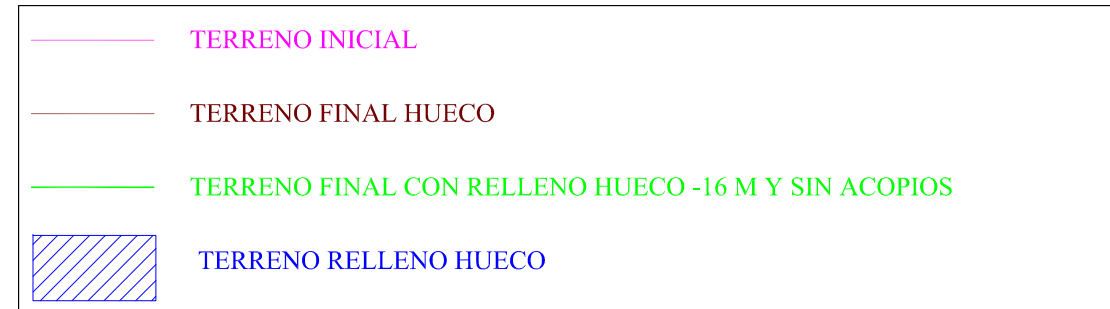 TERRENO INICIAL
TERRENO FINAL HUECO
TERRENO FINAL CON RELLENO HUECO -16 M Y SIN ACOPIOS
TERRENO RELLENO HUECO